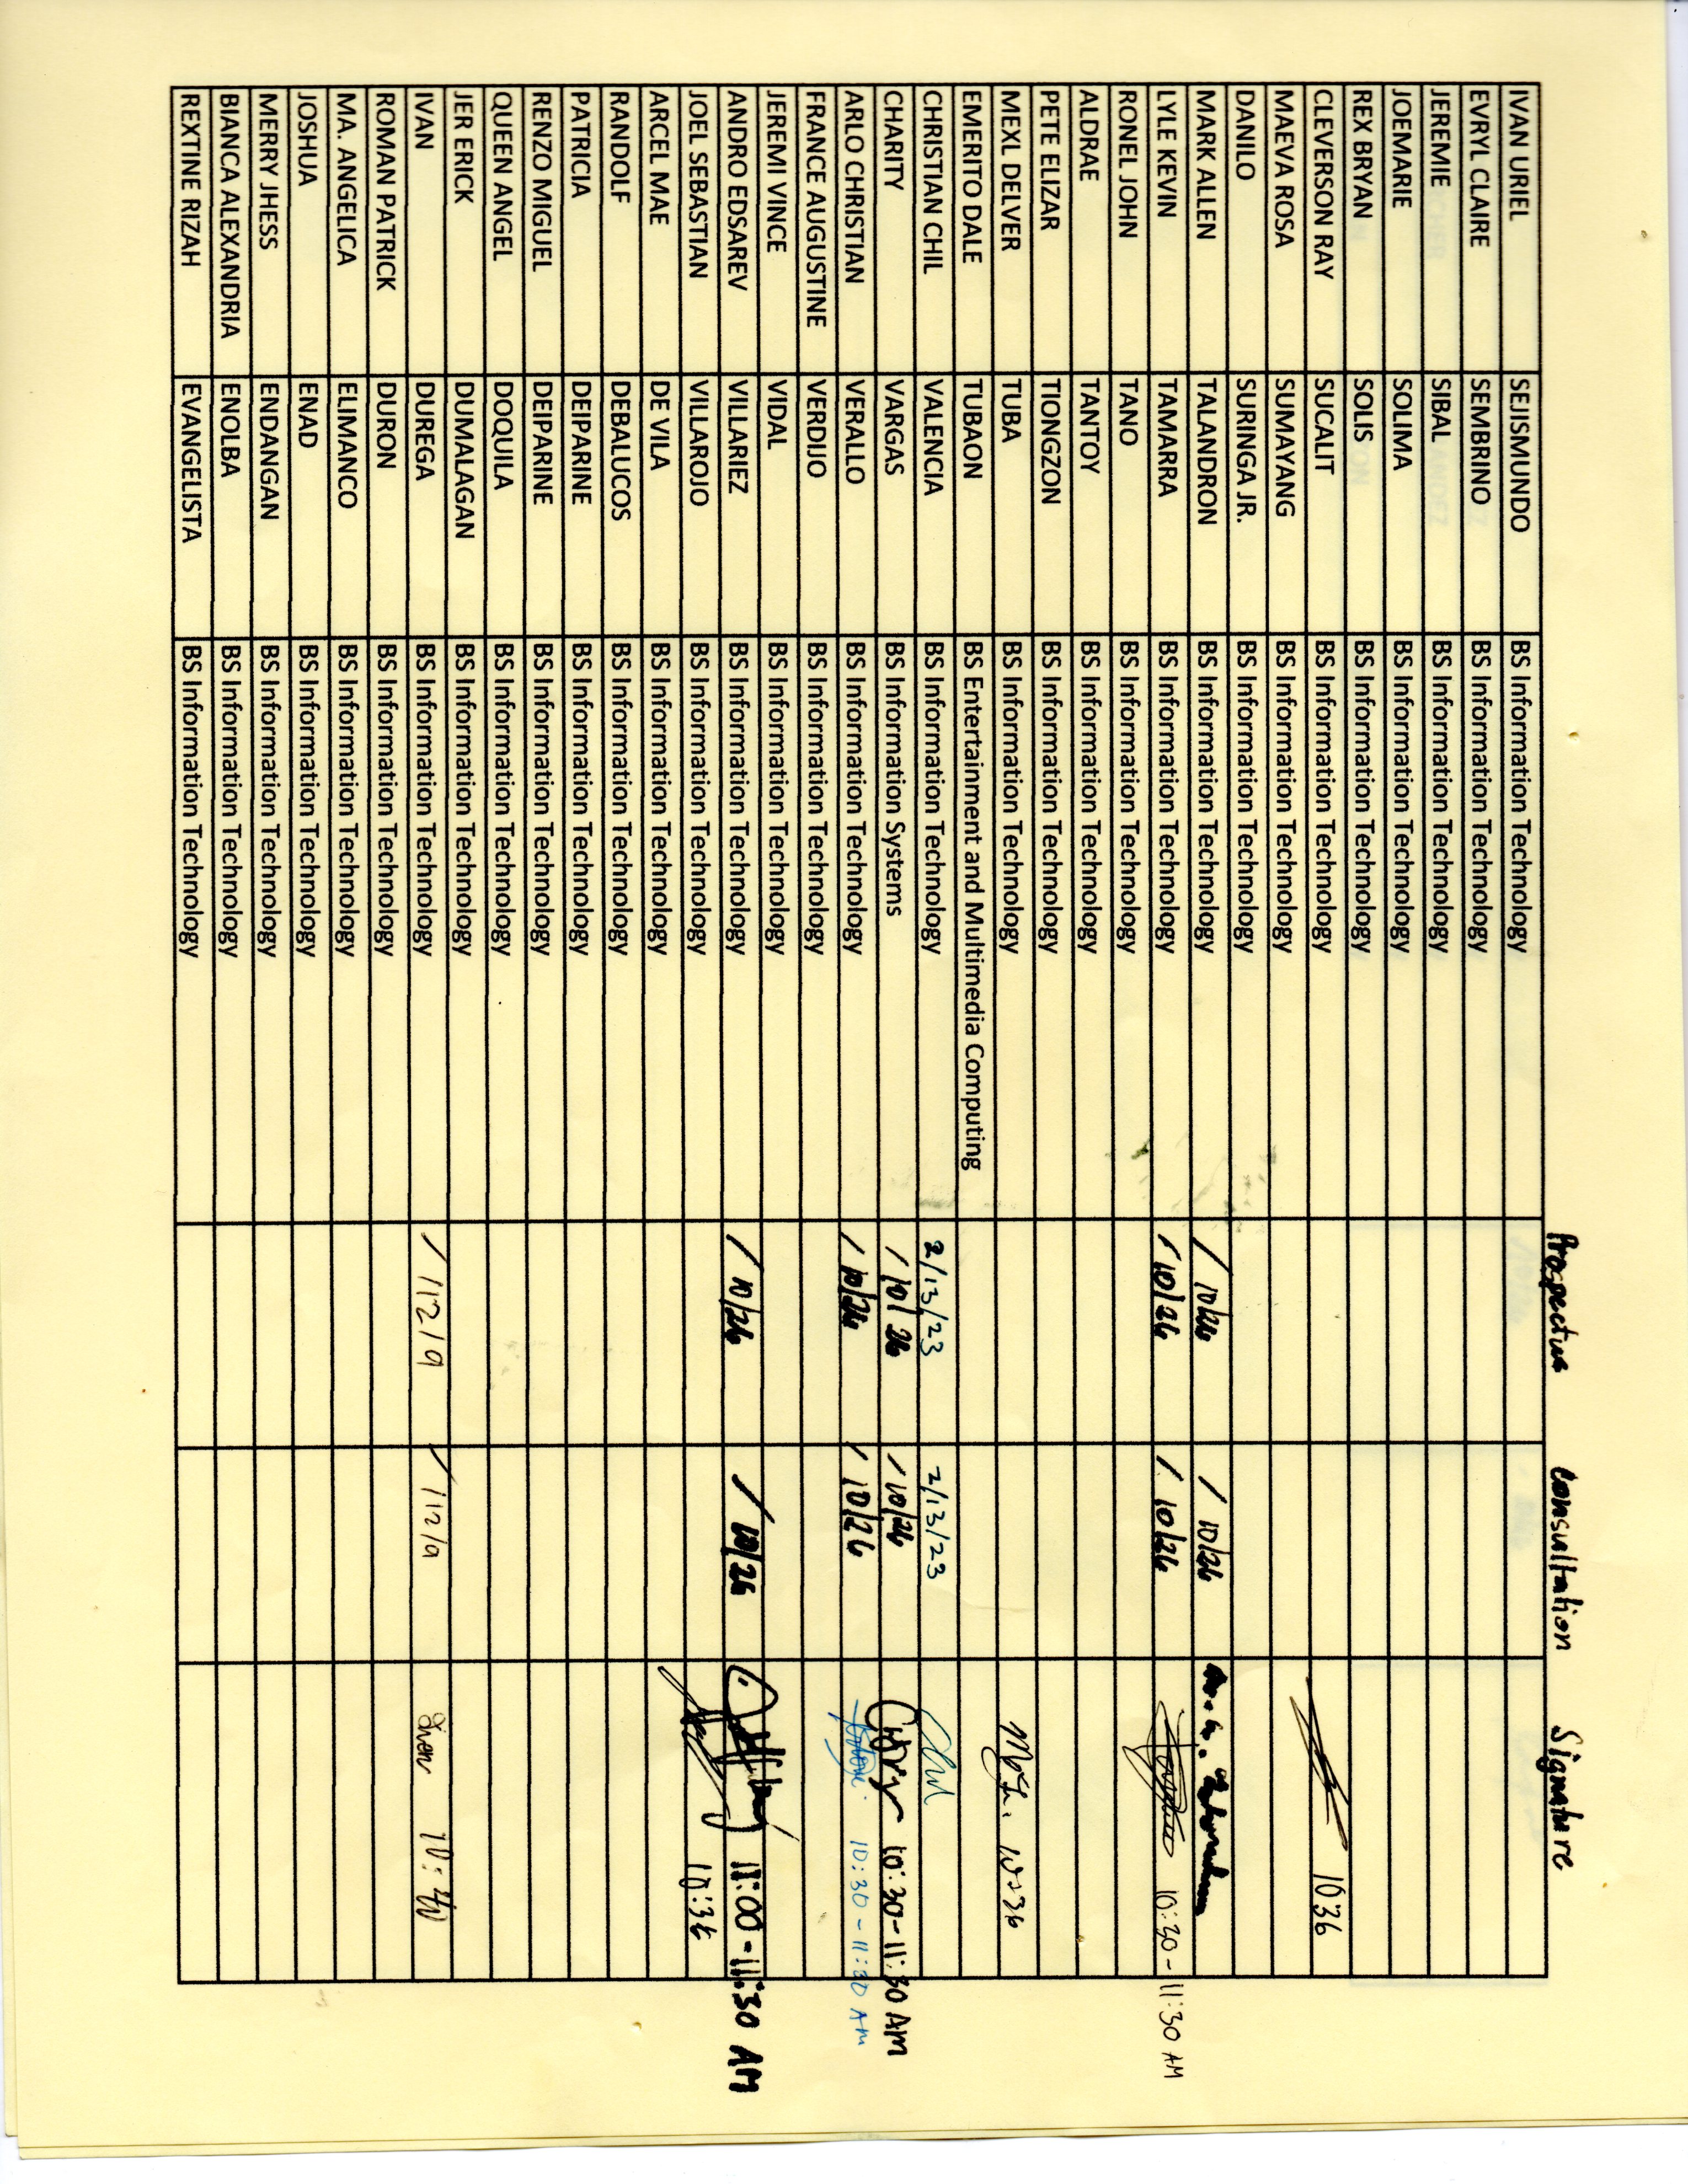 Prospectus Consultation Signature
IVAN URIEL SEJISMUNDO BS Information Technology
EVRYL CLAIRE SEMBRINO BS Information Technology
JEREMIE SIBAL BS Information Technology
JOEMARIE SOLIMA BS Information Technology
REX BRYAN SOLIS BS Information Technology
CLEVERSON RAY SUCALIT BS Information Technology 10:36
MAEVA ROSA SUMAYANG BS Information Technology
DANILO SURINGA JR. BS Information Technology
MARK ALLEN TALANDRON BS Information Technology / 10/26 / 10/26
LYLE KEVIN TAMARRA BS Information Technology / 10/26 / 10/26 10:30 - 11:30 AM
RONEL JOHN TANO BS Information Technology
ALDRAE TANTOY BS Information Technology
PETE ELIZAR TIONGZON BS Information Technology
MEXL DELVER TUBA BS Information Technology 10:36
EMERITO DALE TUBAON BS Entertainment and Multimedia Computing
CHRISTIAN CHIL VALENCIA BS Information Technology 2/13/23 2/13/23
CHARITY VARGAS BS Information Systems / 10/26 / 10/26 10:30-11:30 AM
ARLO CHRISTIAN VERALLO BS Information Technology / 10/26 / 10/26 10:30 - 11:30 AM
FRANCE AUGUSTINE VERDIJO BS Information Technology
JEREMI VINCE VIDAL BS Information Technology
ANDRO EDSAREV VILLARIEZ BS Information Technology / 10/26 / 10/26 11:00-11:30 AM
JOEL SEBASTIAN VILLAROJO BS Information Technology 10:36
ARCEL MAE DE VILA BS Information Technology
RANDOLF DEBALUCOS BS Information Technology
PATRICIA DEIPARINE BS Information Technology
RENZO MIGUEL DEIPARINE BS Information Technology
QUEEN ANGEL DOQUILA BS Information Technology
JER ERICK DUMALAGAN BS Information Technology
IVAN DUREGA BS Information Technology / 112/9 / 112/9 10:40
ROMAN PATRICK DURON BS Information Technology
MA. ANGELICA ELIMANCO BS Information Technology
JOSHUA ENAD BS Information Technology
MERRY JHESS ENDANGAN BS Information Technology
BIANCA ALEXANDRIA ENOLBA BS Information Technology
REXTINE RIZAH EVANGELISTA BS Information Technology